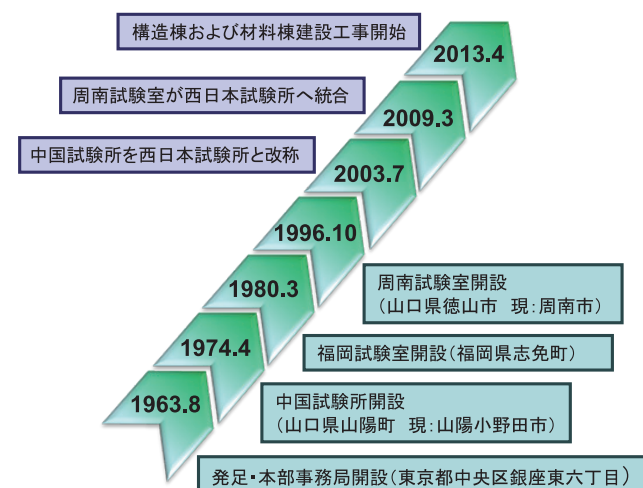 構造棟および材料棟建設工事開始
2013.4
周南試験室が西日本試験所へ統合
2009.3
中国試験所を西日本試験所と改称
2003.7
1996.10
周南試験室開設
(山口県徳山市 現:周南市)
1980.3
福岡試験室開設(福岡県志免町)
1974.4
中国試験所開設
(山口県山陽町 現:山陽小野田市)
1963.8
発足・本部事務局開設(東京都中央区銀座東六丁目)